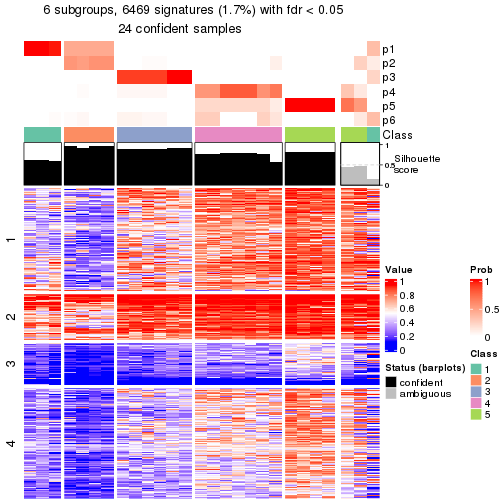 6 subgroups, 6469 signatures (1.7%) with fdr < 0.05
24 confident samples
p1
p2
p3
p4
p5
p6
Class
1
0.5
0
Silhouette
score
1
2
3
4
Value
1
0.8
0.6
0.4
0.2
0
Status (barplots)
confident
ambiguous
Prob
1
0.5
0
Class
1
2
3
4
5